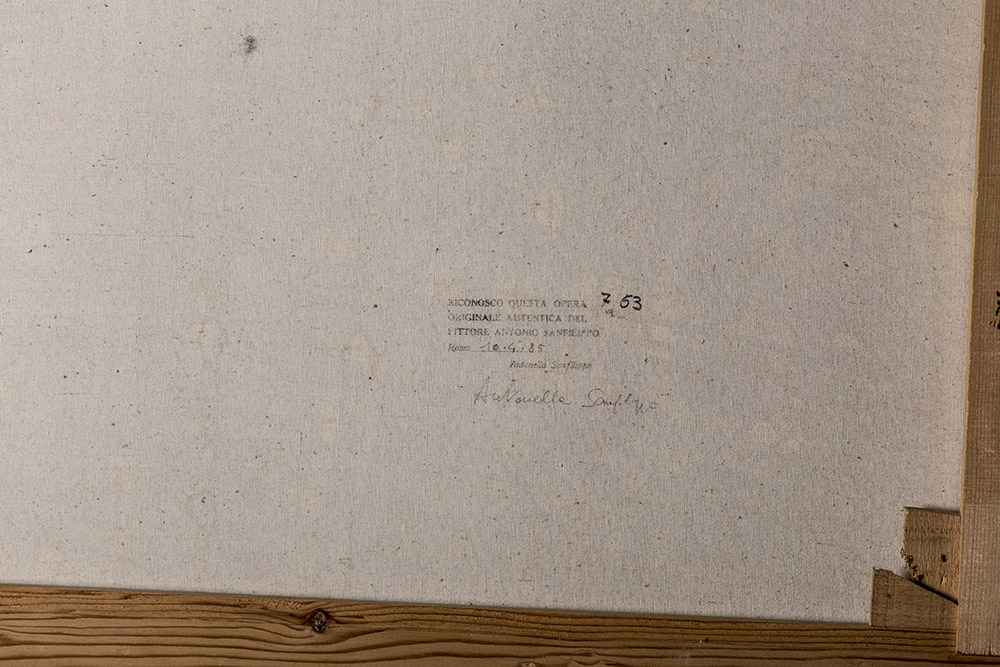 RICONOSCO QUESTA OPERA 7 63
ORIGINALE AUTENTICA DEL
PITTORE ANTONIO SANFILIPPO
Roma 10.4.85
Antonella Sanfilippo
Antonella Sanfilippo